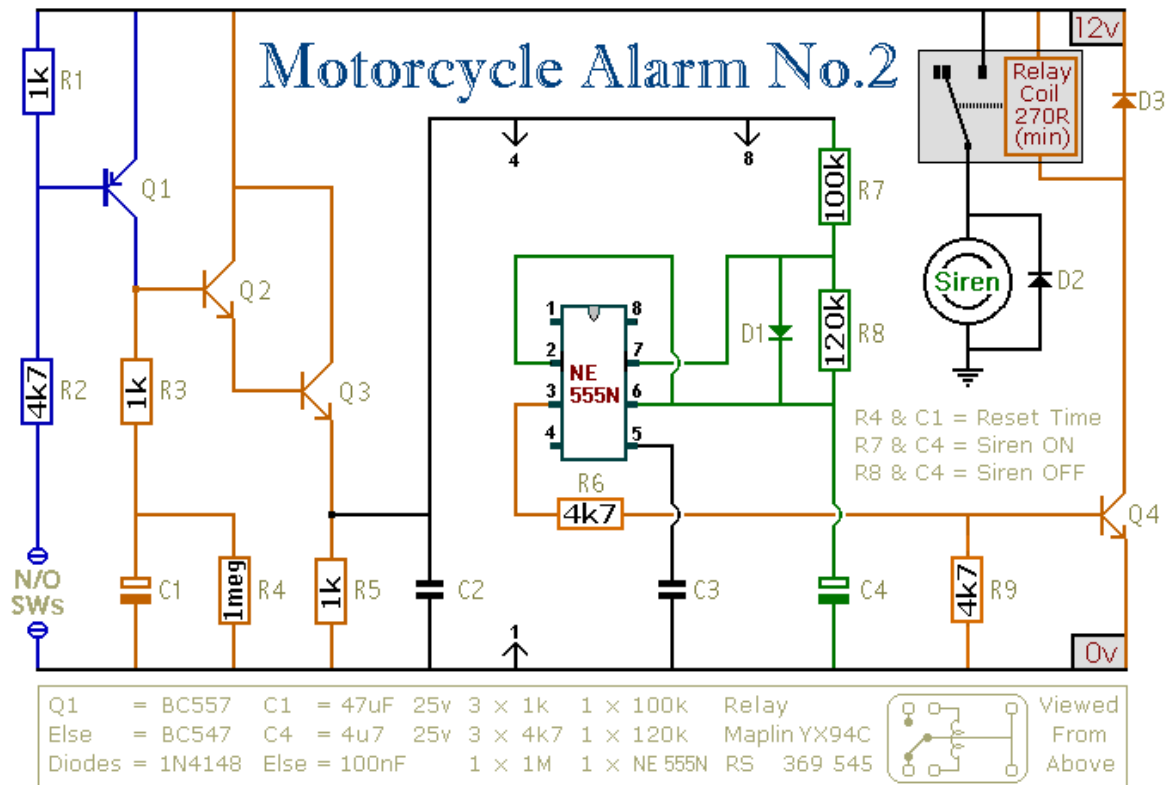 Motorcycle Alarm No.2
12v
1k R1
Relay
Coil
270R
(min)
D3
4
8
Q1
100k R7
Q2
Siren
D2
1 8
2 7
3 6
4 5
NE
555N
D1
120k R8
4k7 R2
1k R3
Q3
R4 & C1 = Reset Time
R7 & C4 = Siren ON
R8 & C4 = Siren OFF
R6
4k7
Q4
N/O
SWs
C1
1meg R4
1k R5
C2
C3
C4
4k7 R9
1
0v
Q1 = BC557 C1 = 47uF 25v 3 × 1k 1 × 100k Relay
Else = BC547 C4 = 4u7 25v 3 × 4k7 1 × 120k Maplin YX94C
Diodes = 1N4148 Else = 100nF 1 × 1M 1 × NE 555N RS 369 545
Viewed
From
Above